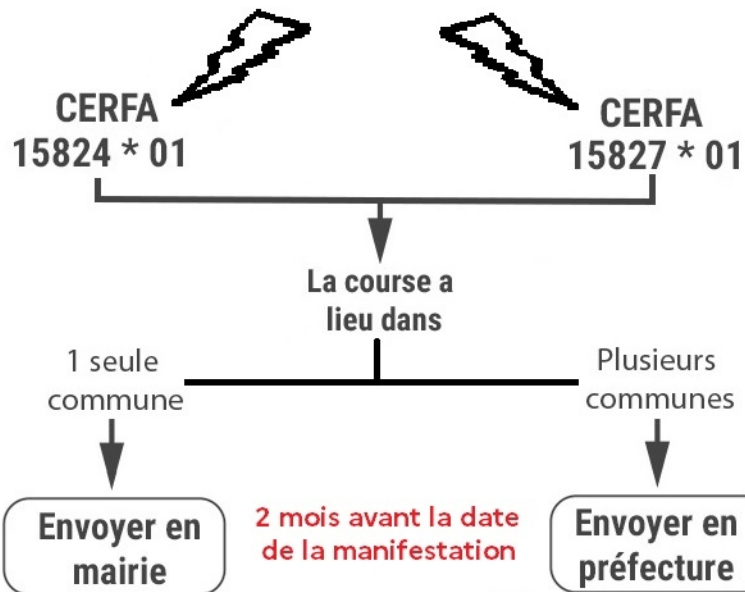 CERFA
15824 * 01
CERFA
15827 * 01
La course a
lieu dans
1 seule
commune
Plusieurs
communes
Envoyer en
mairie
2 mois avant la date
de la manifestation
Envoyer en
préfecture